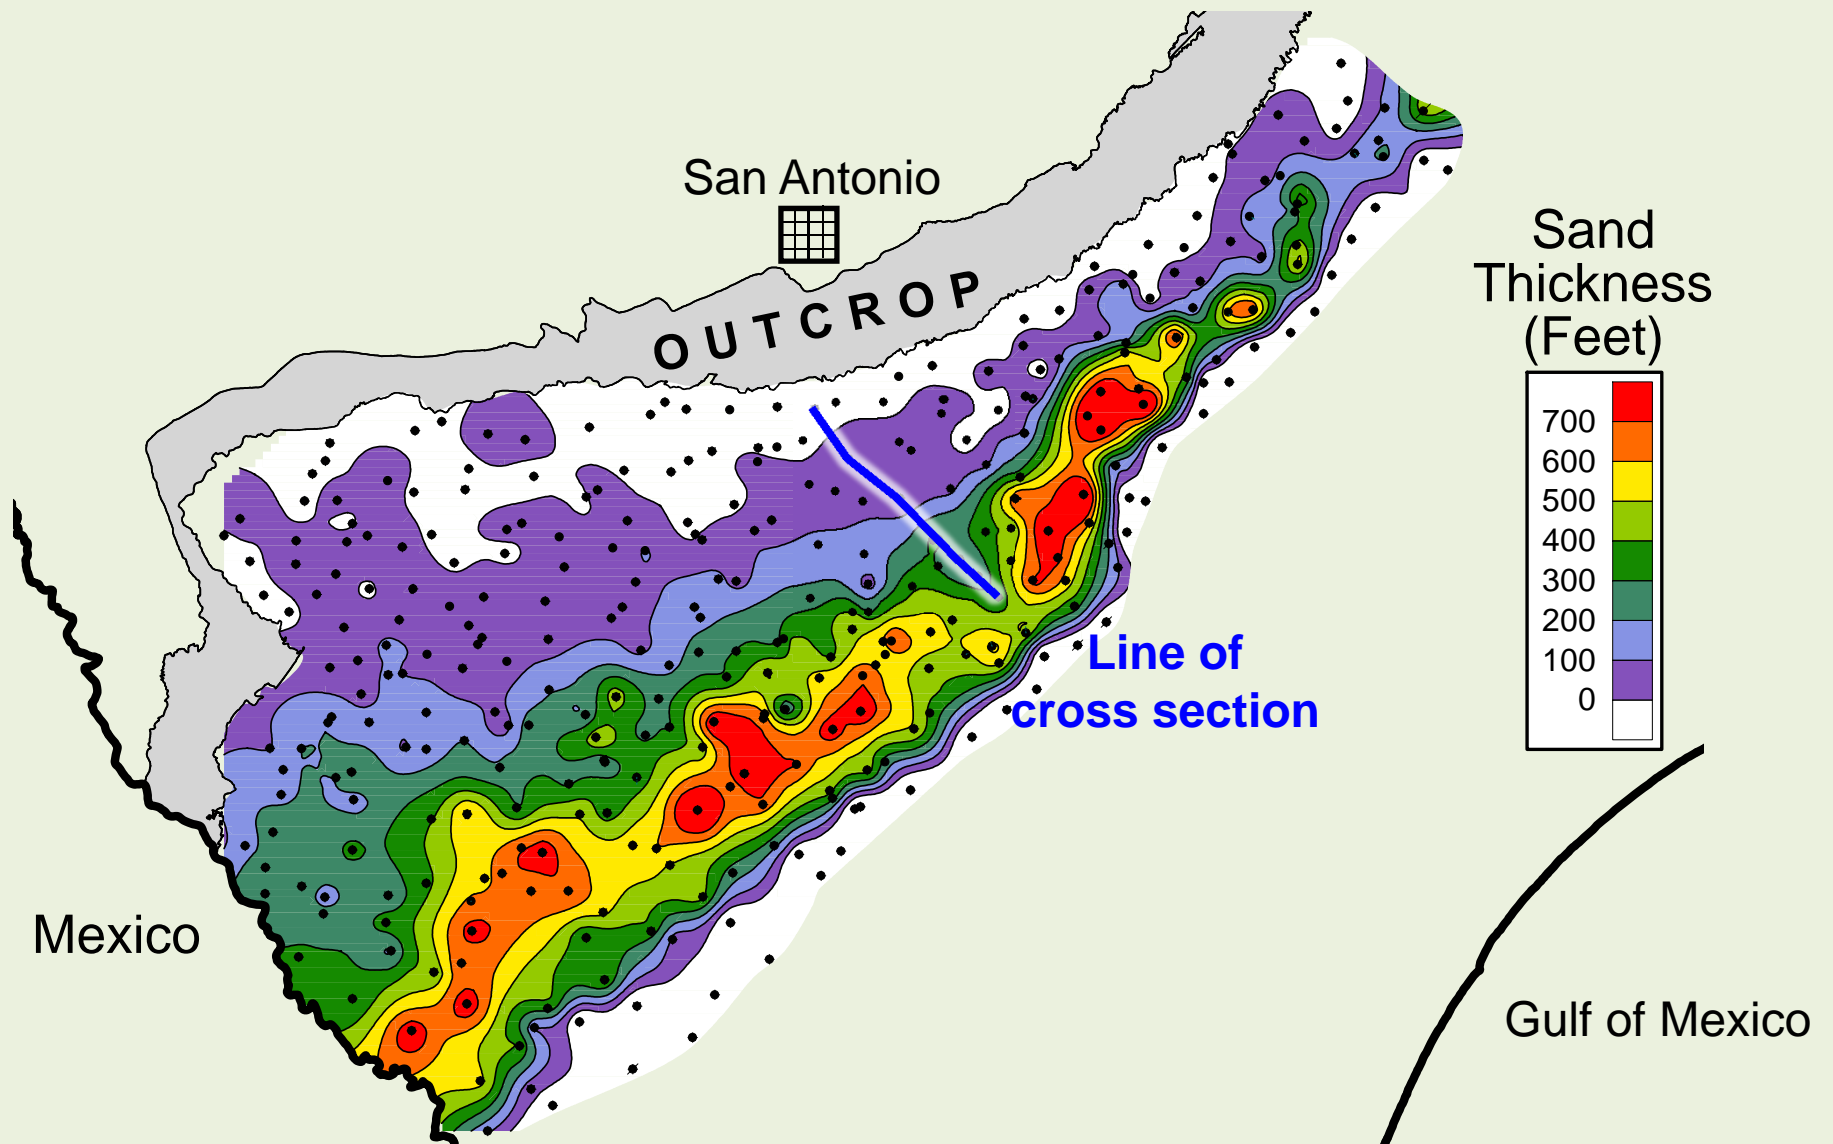 San Antonio
OUTCROP
Sand
Thickness
(Feet)
700
600
500
400
300
200
100
0
Line of
cross section
Mexico
Gulf of Mexico